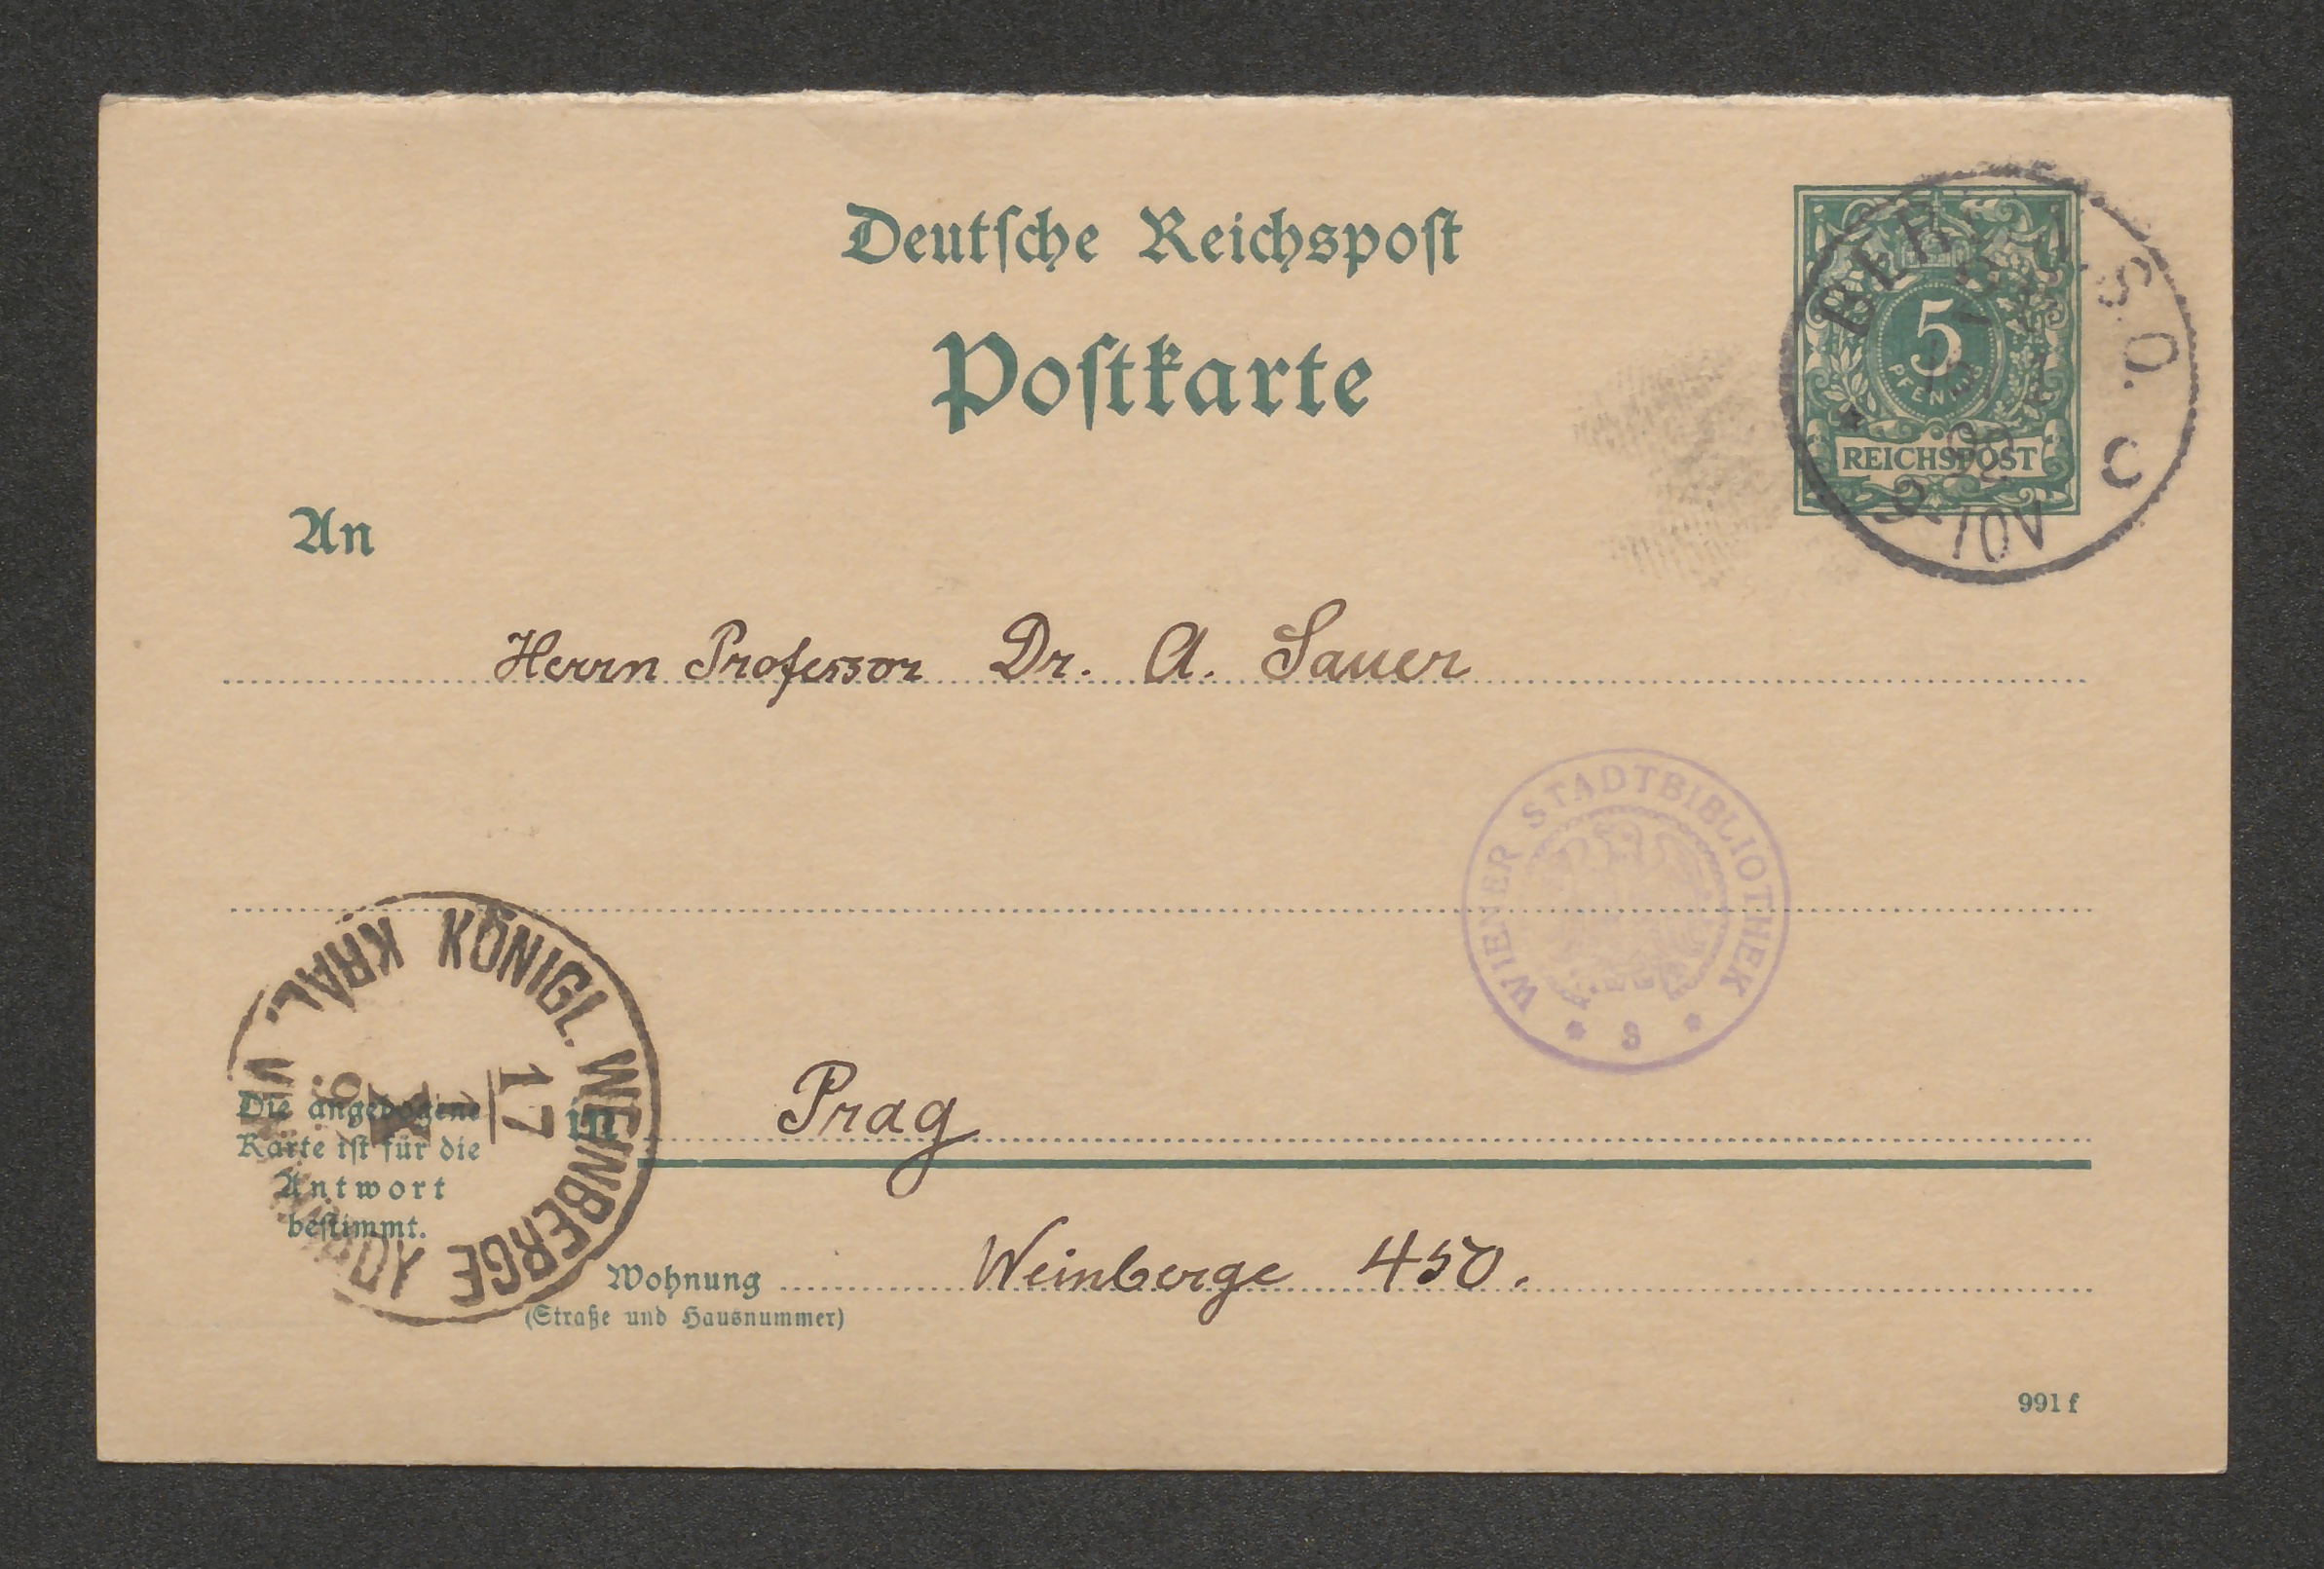 Deutsche Reichspost
Postkarte
5
PFENNIG
REICHSPOST
S.O.
An
Herrn Professor Dr. A. Sauer
WIENER STADTBIBLIOTHEK
KÖNIGL. WEINBERGE
KRÁL.
17
Die angebogene
Karte ist für die
Antwort
bestimmt.
in Prag
Wohnung Weinberge 450.
(Straße und Hausnummer)
991 f